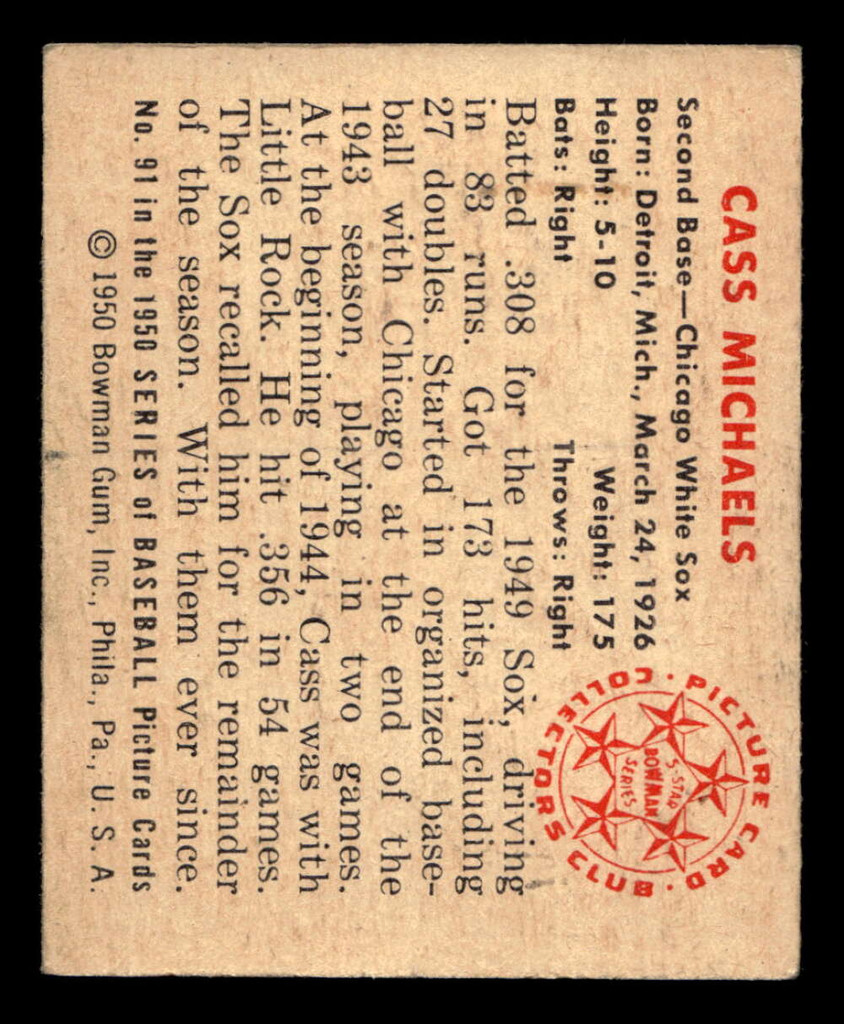 CASS MICHAELS
Second Base—Chicago White Sox
Born: Detroit, Mich., March 24, 1926
Height: 5-10 Weight: 175
Bats: Right Throws: Right
Batted .308 for the 1949 Sox, driving
in 83 runs. Got 173 hits, including
27 doubles. Started in organized base-
ball with Chicago at the end of the
1943 season, playing in two games.
At the beginning of 1944, Cass was with
Little Rock. He hit .356 in 54 games.
The Sox recalled him for the remainder
of the season. With them ever since.
No. 91 in the 1950 SERIES of BASEBALL Picture Cards
© 1950 Bowman Gum, Inc., Phila., Pa., U. S. A.
· PICTURE CARD · COLLECTORS CLUB
5-STAR
BOWMAN
SERIES